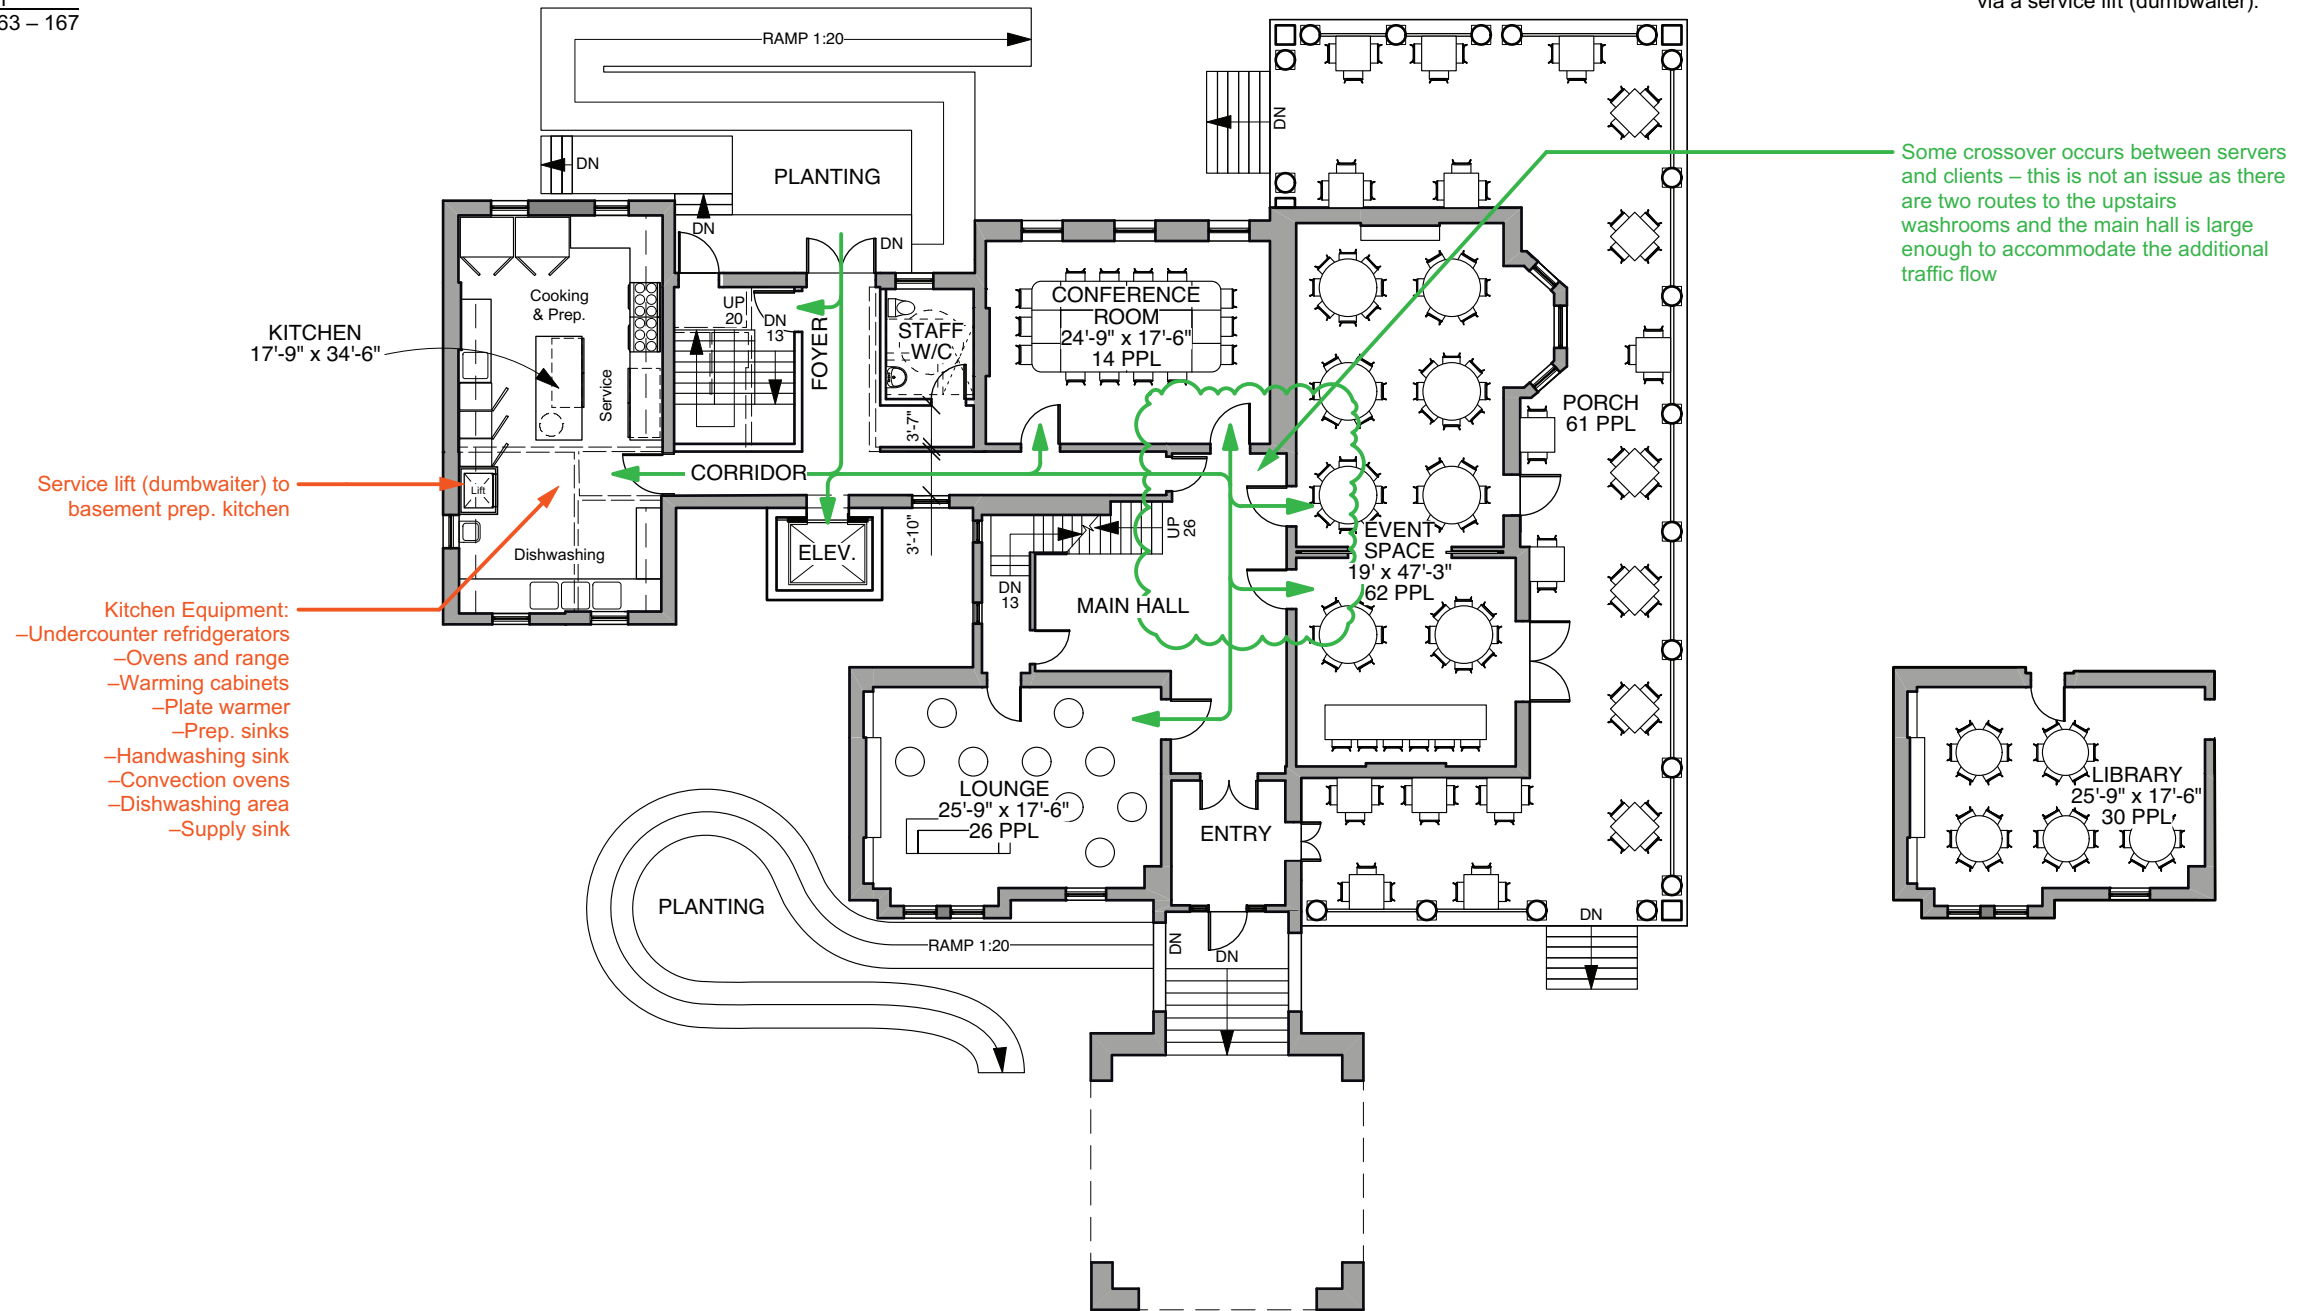 63 – 167
via a service lift (dumbwaiter).
RAMP 1:20
DN
DN
PLANTING
DN
DN
Some crossover occurs between servers
and clients – this is not an issue as there
are two routes to the upstairs
washrooms and the main hall is large
enough to accommodate the additional
traffic flow
KITCHEN
17'-9" x 34'-6"
Cooking
& Prep.
Service
UP
20
DN
13
FOYER
STAFF
W/C
CONFERENCE
ROOM
24'-9" x 17'-6"
14 PPL
3'-7"
PORCH
61 PPL
CORRIDOR
Service lift (dumbwaiter) to
basement prep. kitchen
Lift
Dishwashing
ELEV.
3'-10"
UP
26
DN
13
MAIN HALL
EVENT
SPACE
19' x 47'-3"
62 PPL
Kitchen Equipment:
–Undercounter refridgerators
–Ovens and range
–Warming cabinets
–Plate warmer
–Prep. sinks
–Handwashing sink
–Convection ovens
–Dishwashing area
–Supply sink
LOUNGE
25'-9" x 17'-6"
26 PPL
ENTRY
LIBRARY
25'-9" x 17'-6"
30 PPL
PLANTING
RAMP 1:20
DN
DN
DN